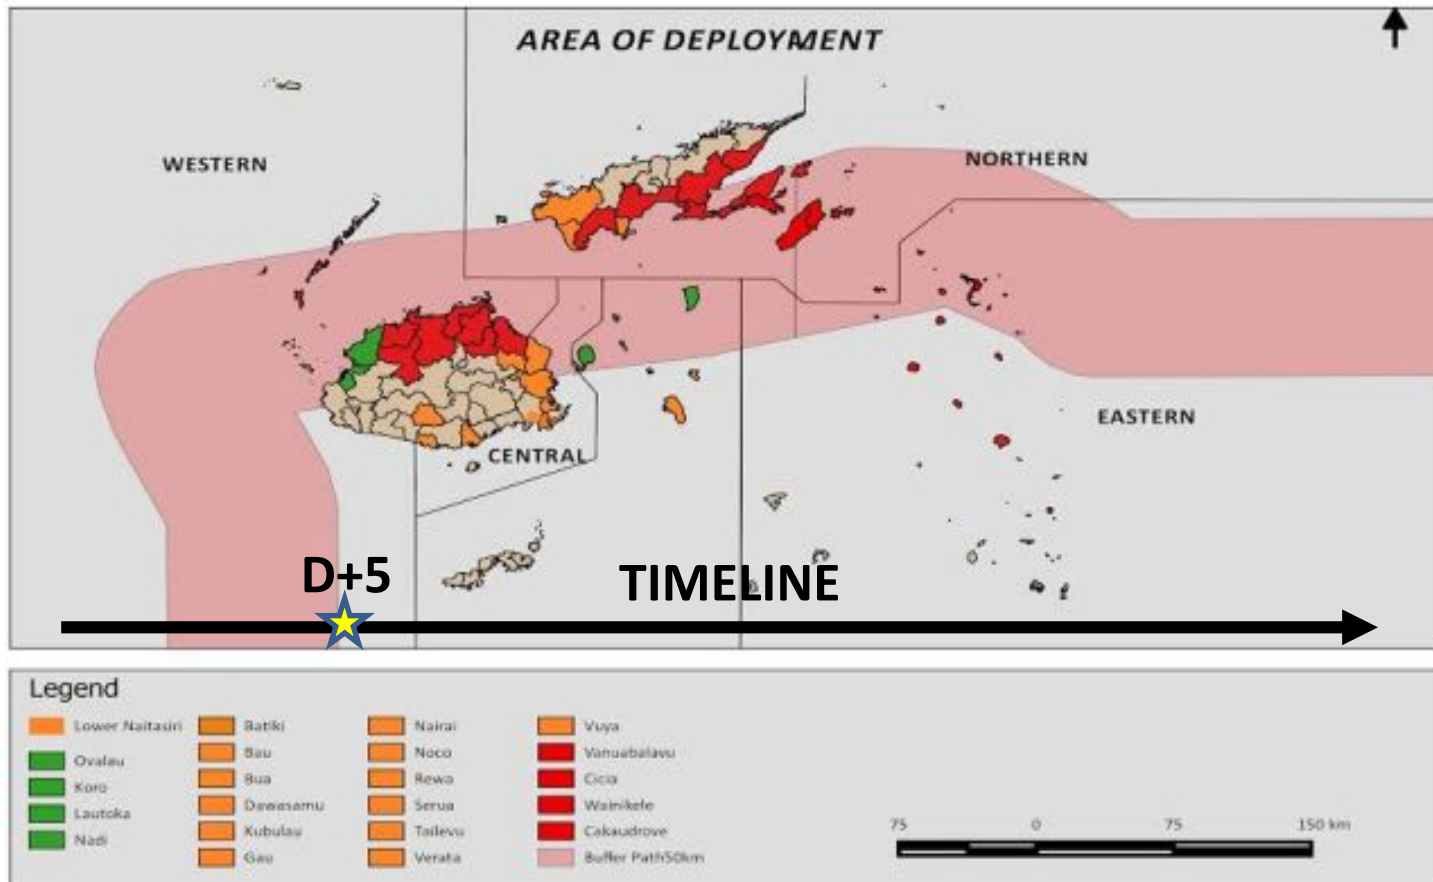 AREA OF DEPLOYMENT
WESTERN
NORTHERN
EASTERN
CENTRAL
D+5
TIMELINE
Legend
Lower Naitasiri
Ovalau
Koro
Lautoka
Nadi
Batiki
Bau
Bua
Dawasamu
Kubulau
Gau
Nairai
Noco
Rewa
Serua
Tailevu
Verata
Vuya
Vanuabalavu
Cicia
Wainikele
Cakaudrove
Buffer Path50km
75 0 75 150 km